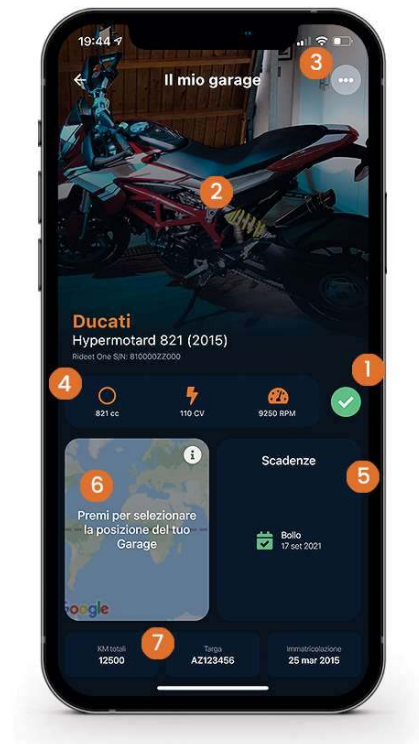 19:44
3
Il mio garage
2
Ducati
Hypermotard 821 (2015)
Rideet One S/N: 810000ZZ000
1
4
821 cc
110 CV
9250 RPM
Scadenze
5
6
Premi per selezionare
la posizione del tuo
Garage
Bollo
17 set 2021
Google
7
KM totali
12500
Targa
AZ123456
Immatricolazione
25 mar 2015